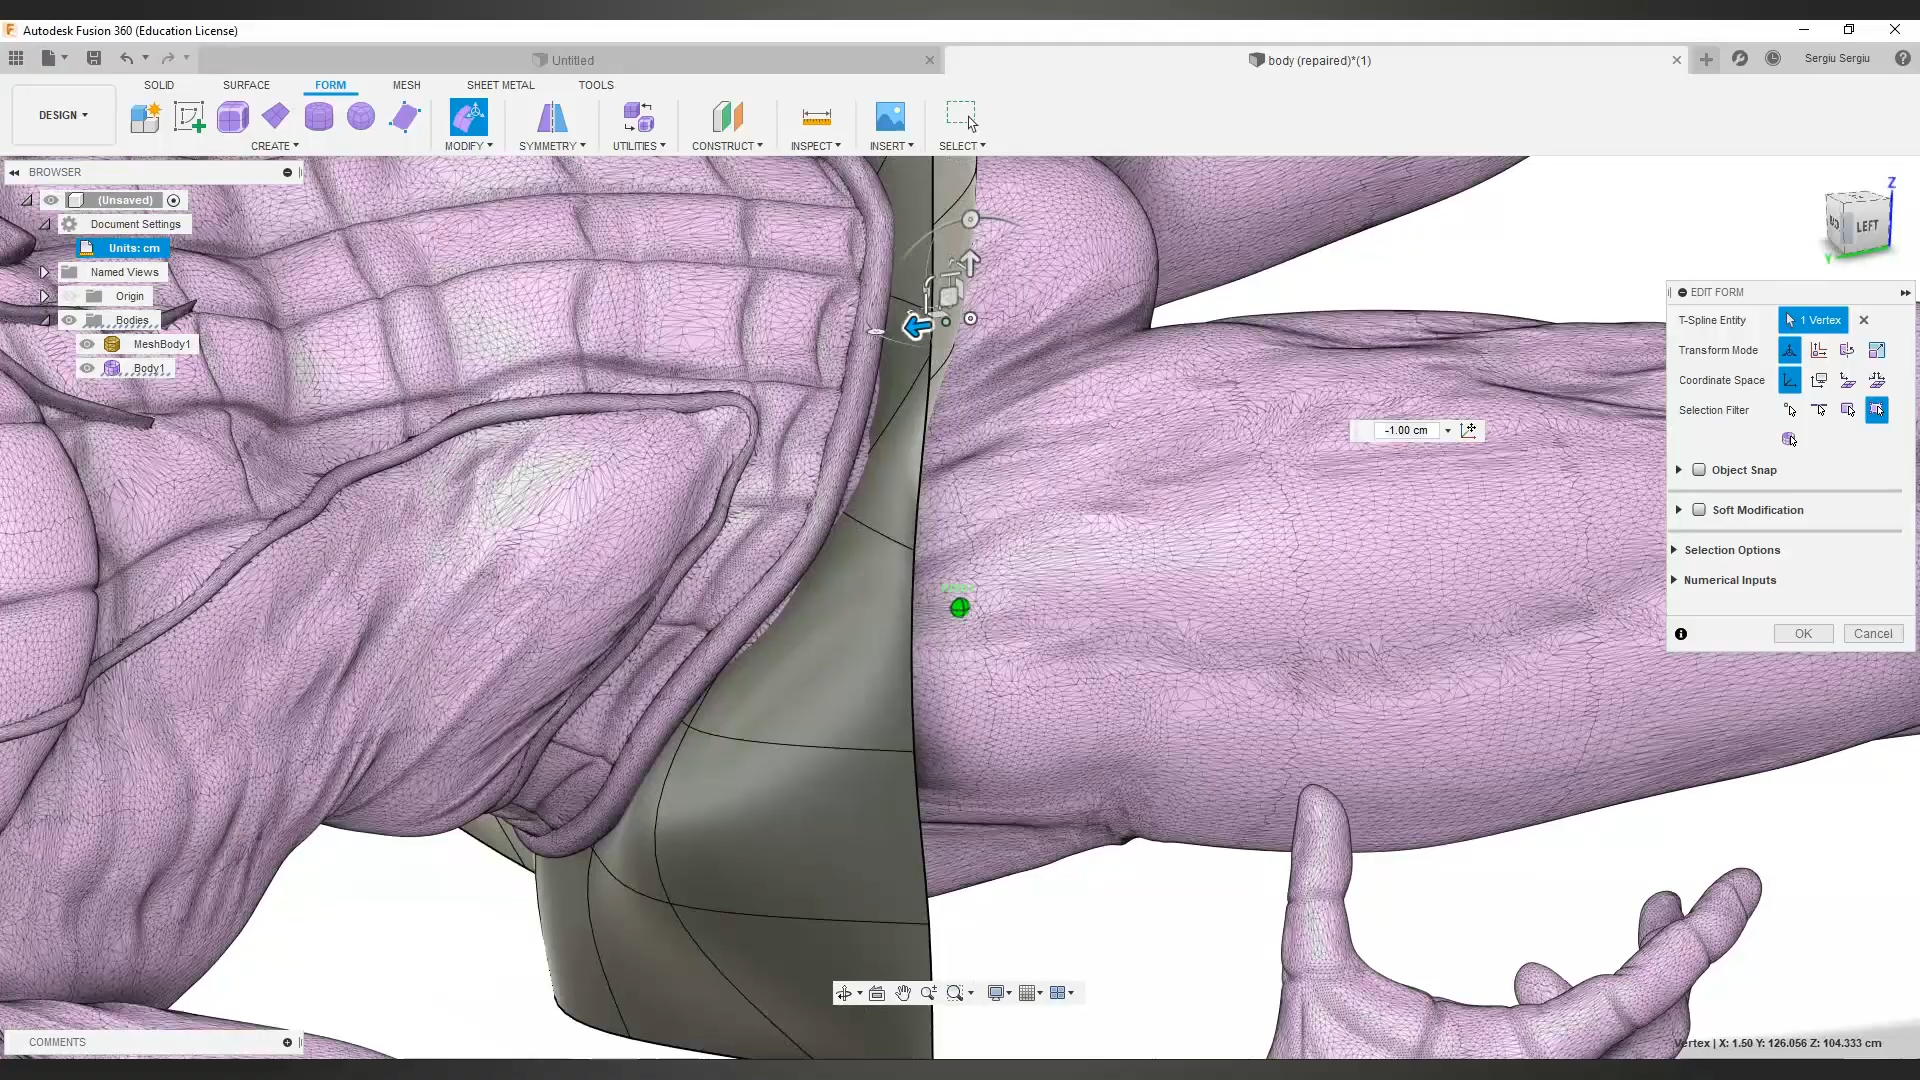 Autodesk Fusion 360 (Education License)
Untitled
body (repaired)*(1)
Sergiu Sergiu
SOLID SURFACE FORM MESH SHEET METAL TOOLS
DESIGN
CREATE MODIFY SYMMETRY UTILITIES CONSTRUCT INSPECT INSERT SELECT
BROWSER
(Unsaved)
Document Settings
Units: cm
Named Views
Origin
Bodies
MeshBody1
Body1
Z
LEFT
Y
EDIT FORM
T-Spline Entity 1 Vertex
Transform Mode
Coordinate Space
Selection Filter
Object Snap
Soft Modification
Selection Options
Numerical Inputs
OK Cancel
-1.00 cm
COMMENTS
Vertex | X: 1.50 Y: 126.056 Z: 104.333 cm